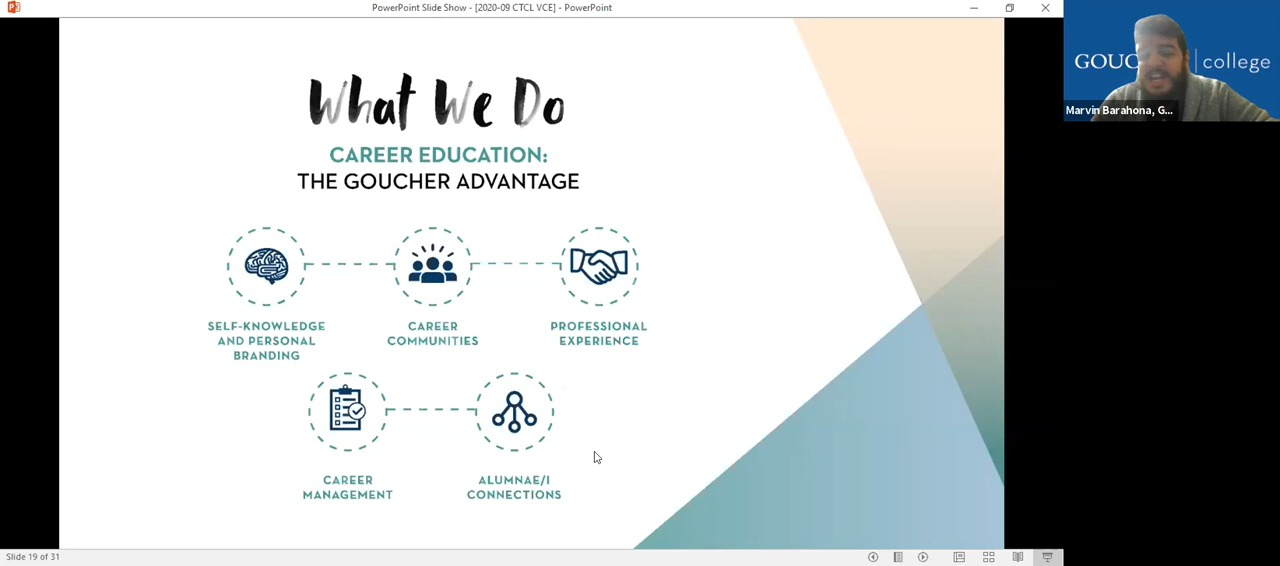 PowerPoint Slide Show - [2020-09 CTCL VCE] - PowerPoint
What We Do
CAREER EDUCATION:
THE GOUCHER ADVANTAGE
SELF-KNOWLEDGE
AND PERSONAL
BRANDING
CAREER
COMMUNITIES
PROFESSIONAL
EXPERIENCE
CAREER
MANAGEMENT
ALUMNAE/I
CONNECTIONS
Slide 19 of 31
GOUC college
Marvin Barahona, G...